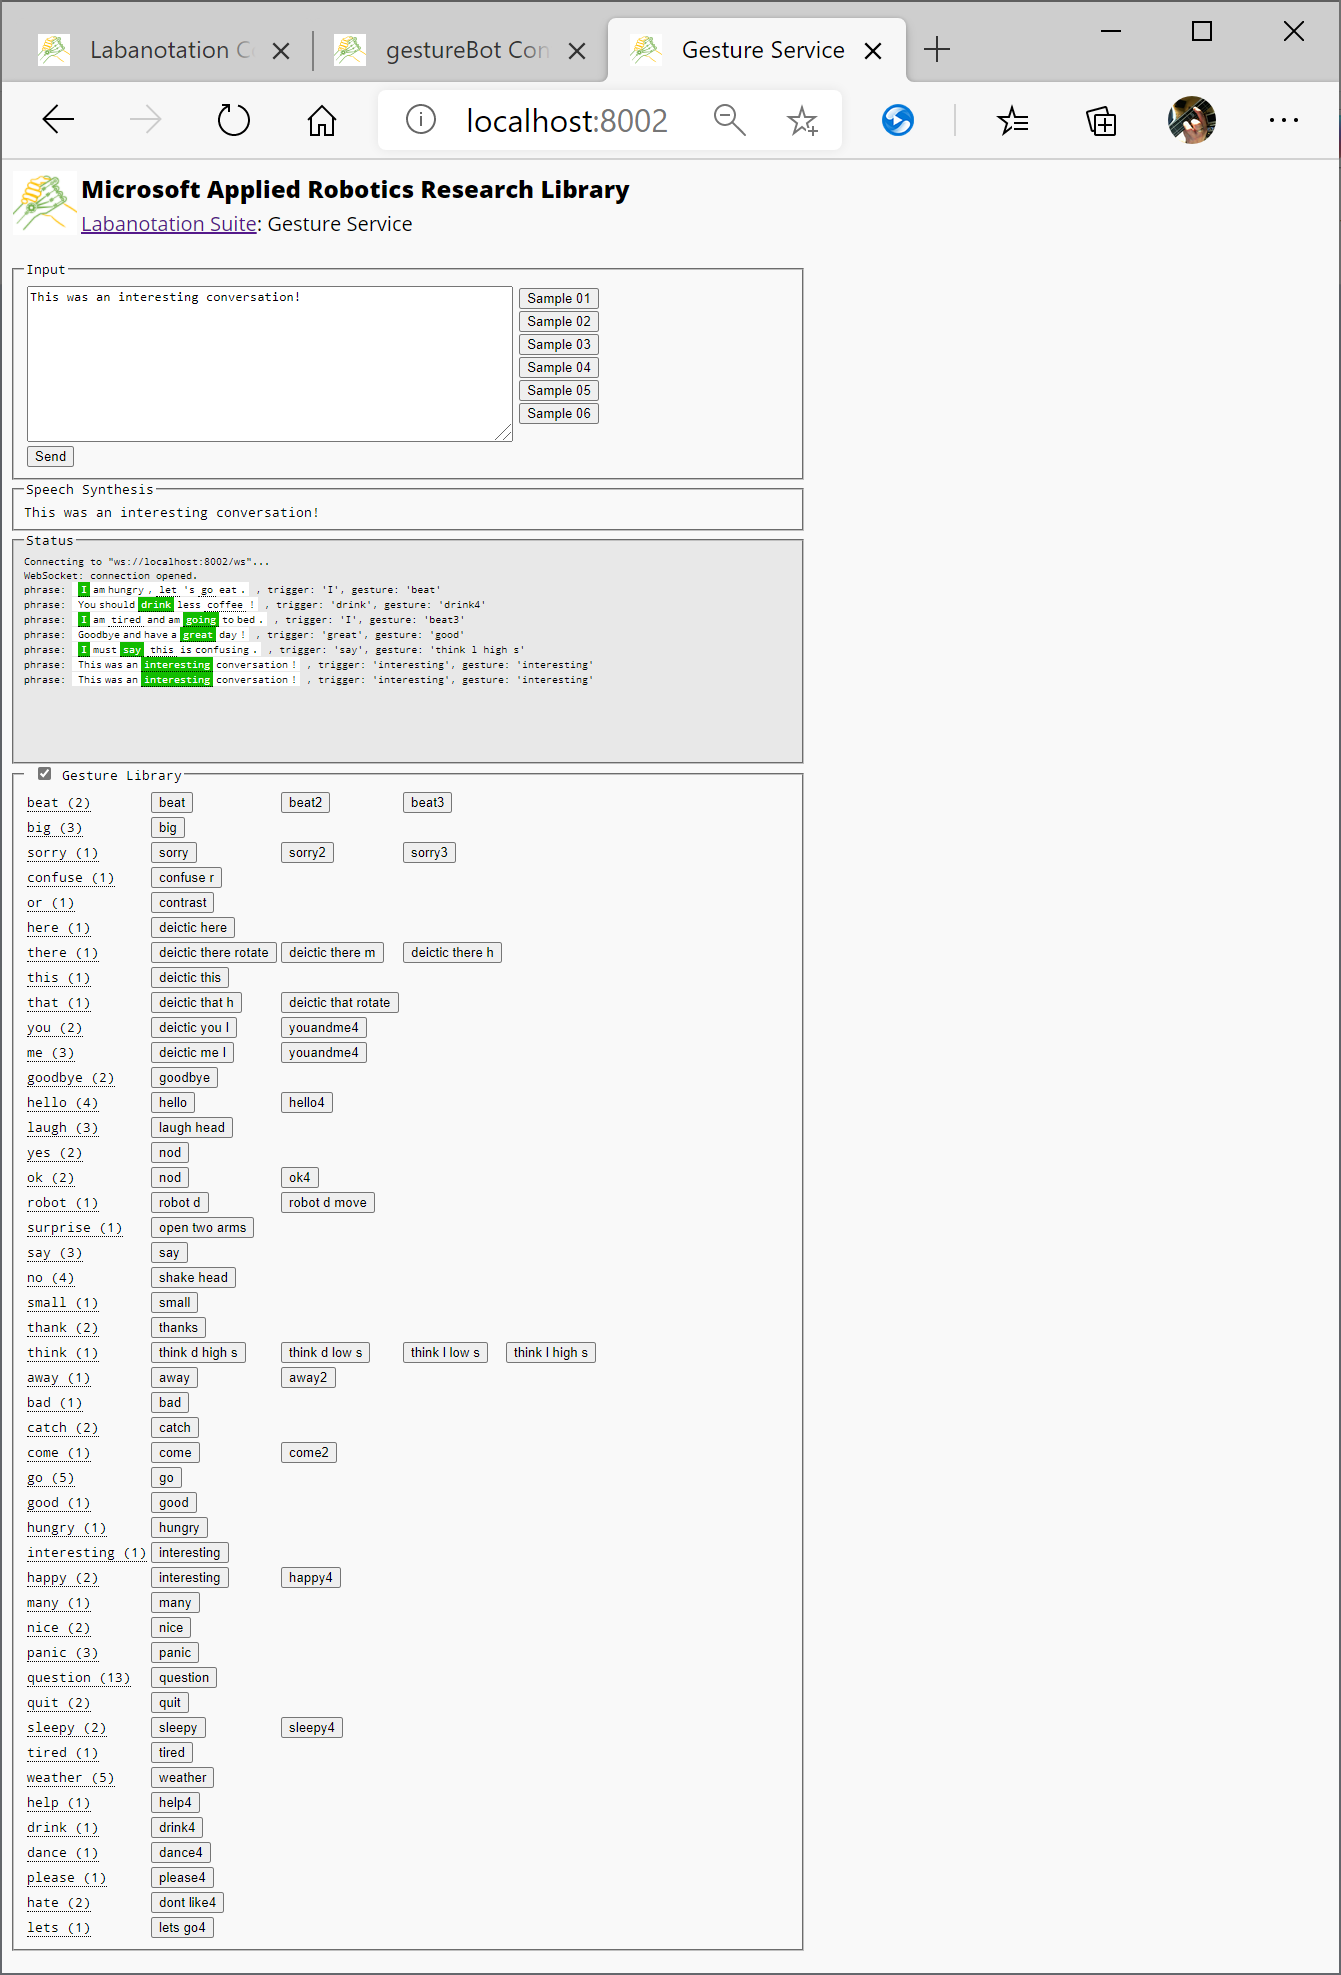 Labanotation C
gestureBot Con
Gesture Service
localhost:8002
Microsoft Applied Robotics Research Library
Labanotation Suite: Gesture Service
Input
This was an interesting conversation!
Sample 01
Sample 02
Sample 03
Sample 04
Sample 05
Sample 06
Send
Speech Synthesis
This was an interesting conversation!
Status
Connecting to "ws://localhost:8002/ws"...
WebSocket: connection opened.
phrase: I am hungry , let 's go eat . , trigger: 'I', gesture: 'beat'
phrase: You should drink less coffee ! , trigger: 'drink', gesture: 'drink4'
phrase: I am tired and am going to bed . , trigger: 'I', gesture: 'beat3'
phrase: Goodbye and have a great day ! , trigger: 'great', gesture: 'good'
phrase: I must say this is confusing . , trigger: 'say', gesture: 'think l high s'
phrase: This was an interesting conversation ! , trigger: 'interesting', gesture: 'interesting'
phrase: This was an interesting conversation ! , trigger: 'interesting', gesture: 'interesting'
Gesture Library
beat (2) beat beat2 beat3
big (3) big
sorry (1) sorry sorry2 sorry3
confuse (1) confuse r
or (1) contrast
here (1) deictic here
there (1) deictic there rotate deictic there m deictic there h
this (1) deictic this
that (1) deictic that h deictic that rotate
you (2) deictic you l youandme4
me (3) deictic me l youandme4
goodbye (2) goodbye
hello (4) hello hello4
laugh (3) laugh head
yes (2) nod
ok (2) nod ok4
robot (1) robot d robot d move
surprise (1) open two arms
say (3) say
no (4) shake head
small (1) small
thank (2) thanks
think (1) think d high s think d low s think l low s think l high s
away (1) away away2
bad (1) bad
catch (2) catch
come (1) come come2
go (5) go
good (1) good
hungry (1) hungry
interesting (1) interesting
happy (2) interesting happy4
many (1) many
nice (2) nice
panic (3) panic
question (13) question
quit (2) quit
sleepy (2) sleepy sleepy4
tired (1) tired
weather (5) weather
help (1) help4
drink (1) drink4
dance (1) dance4
please (1) please4
hate (2) dont like4
lets (1) lets go4